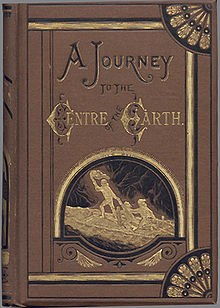 A JOURNEY
TO THE
CENTRE OF THE EARTH.